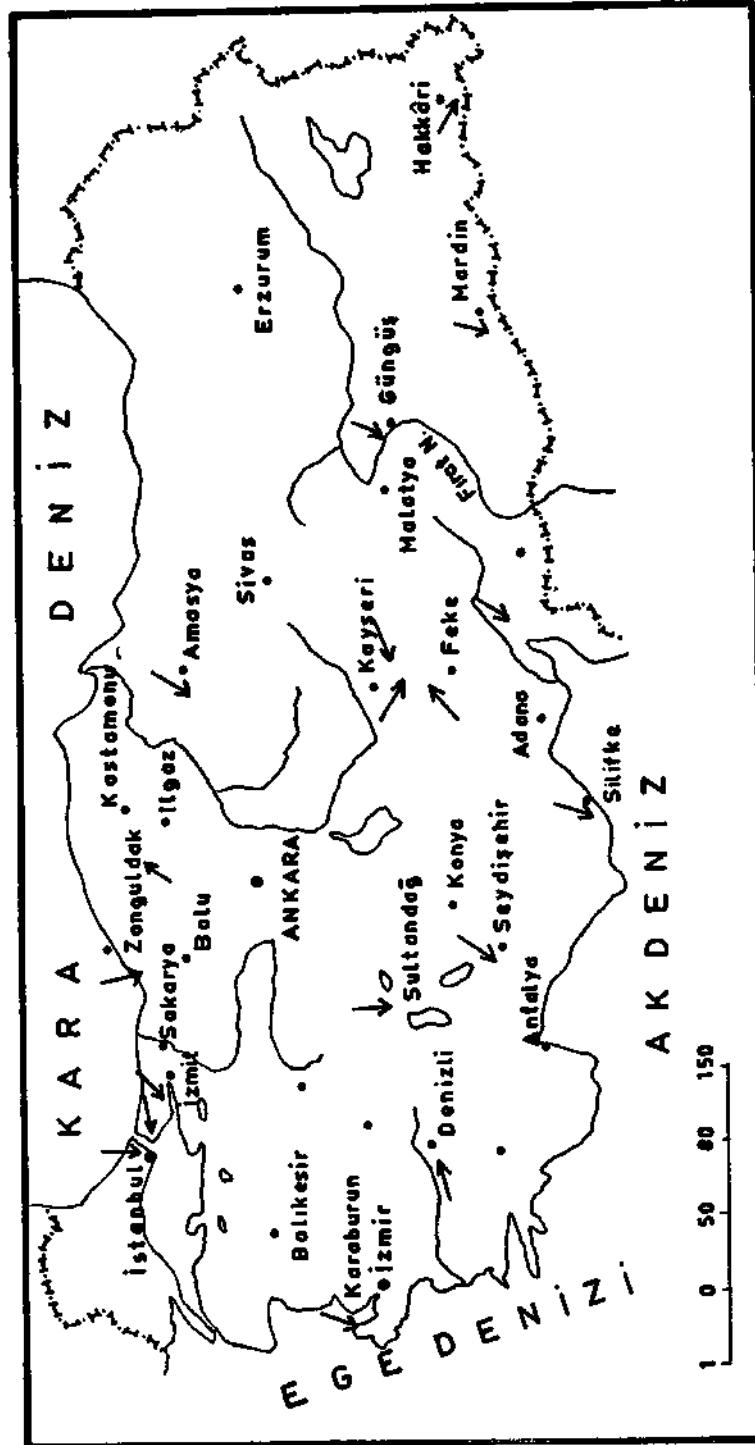 KARA DENİZ
İstanbul
İzmit
Sakarya
Zonguldak
Bolu
Kastamonu
Ilgaz
Amasya
ANKARA
Sivas
Erzurum
Balıkesir
Karaburun
İzmir
Denizli
Sultandağ
Konya
Seydişehir
Antalya
Kayseri
Feke
Adana
Silifke
Malatya
Güngüş
Fırat N.
Mardin
Hakkâri
EGE DENİZİ
AKDENİZ
1 0 50 80 150